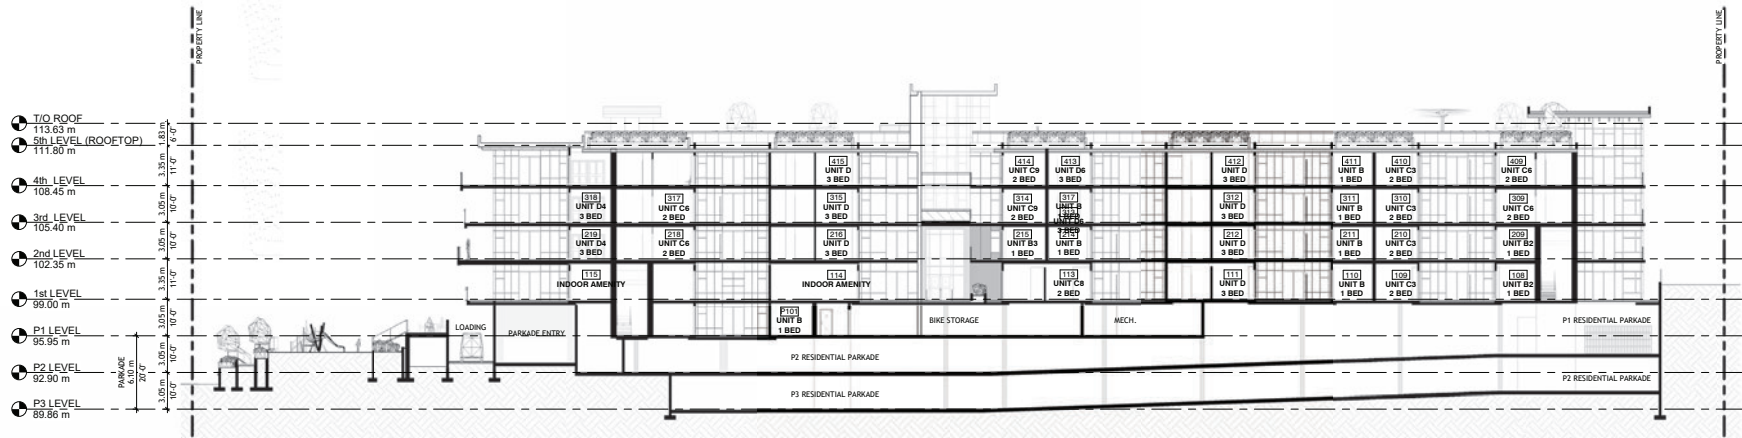 PROPERTY LINE
PROPERTY LINE
T/O ROOF
113.63 m
1.83 m
6'-0"
5th LEVEL (ROOFTOP)
111.80 m
3.35 m
11'-0"
4th LEVEL
108.45 m
3.05 m
10'-0"
3rd LEVEL
105.40 m
3.05 m
10'-0"
2nd LEVEL
102.35 m
3.35 m
11'-0"
1st LEVEL
99.00 m
3.05 m
10'-0"
P1 LEVEL
95.95 m
3.05 m
10'-0"
P2 LEVEL
92.90 m
3.05 m
10'-0"
P3 LEVEL
89.86 m
PARKADE
6.10 m
20'-0"
415
UNIT D
3 BED
414
UNIT C9
2 BED
413
UNIT D6
3 BED
412
UNIT D
3 BED
411
UNIT B
1 BED
410
UNIT C3
2 BED
409
UNIT C6
2 BED
318
UNIT D4
3 BED
317
UNIT C6
2 BED
315
UNIT D
3 BED
314
UNIT C9
2 BED
317
UNIT B
312
UNIT D
3 BED
311
UNIT B
1 BED
310
UNIT C3
2 BED
309
UNIT C6
2 BED
219
UNIT D4
3 BED
218
UNIT C6
2 BED
216
UNIT D
3 BED
215
UNIT B3
1 BED
214
UNIT B
1 BED
212
UNIT D
3 BED
211
UNIT B
1 BED
210
UNIT C3
2 BED
209
UNIT B2
1 BED
115
INDOOR AMENITY
114
INDOOR AMENITY
113
UNIT C8
2 BED
111
UNIT D
3 BED
110
UNIT B
1 BED
109
UNIT C3
2 BED
108
UNIT B2
1 BED
LOADING
PARKADE ENTRY
P101
UNIT B
1 BED
BIKE STORAGE
MECH.
P1 RESIDENTIAL PARKADE
P2 RESIDENTIAL PARKADE
P2 RESIDENTIAL PARKADE
P3 RESIDENTIAL PARKADE